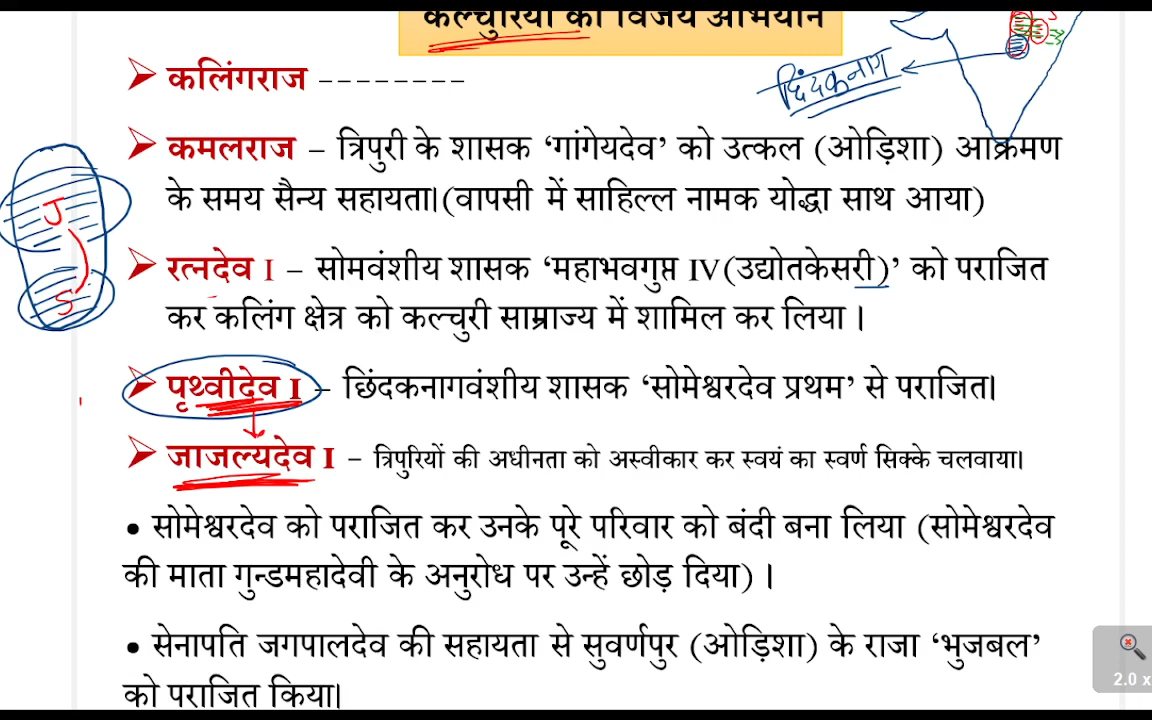 कल्चुरियों का विजय अभियान
➤ कलिंगराज --------
छिंदकनाग
➤ कमलराज – त्रिपुरी के शासक ‘गांगेयदेव’ को उत्कल (ओड़िशा) आक्रमण
के समय सैन्य सहायता।(वापसी में साहिल्ल नामक योद्धा साथ आया)
J
➤ रत्नदेव I – सोमवंशीय शासक ‘महाभवगुप्त IV(उद्योतकेसरी)’ को पराजित
S
कर कलिंग क्षेत्र को कल्चुरी साम्राज्य में शामिल कर लिया ।
➤ पृथ्वीदेव I – छिंदकनागवंशीय शासक ‘सोमेश्वरदेव प्रथम’ से पराजित।
➤ जाजल्यदेव I – त्रिपुरियों की अधीनता को अस्वीकार कर स्वयं का स्वर्ण सिक्के चलवाया।
• सोमेश्वरदेव को पराजित कर उनके पूरे परिवार को बंदी बना लिया (सोमेश्वरदेव
की माता गुन्डमहादेवी के अनुरोध पर उन्हें छोड़ दिया) ।
• सेनापति जगपालदेव की सहायता से सुवर्णपुर (ओड़िशा) के राजा ‘भुजबल’
को पराजित किया।
2.0 x